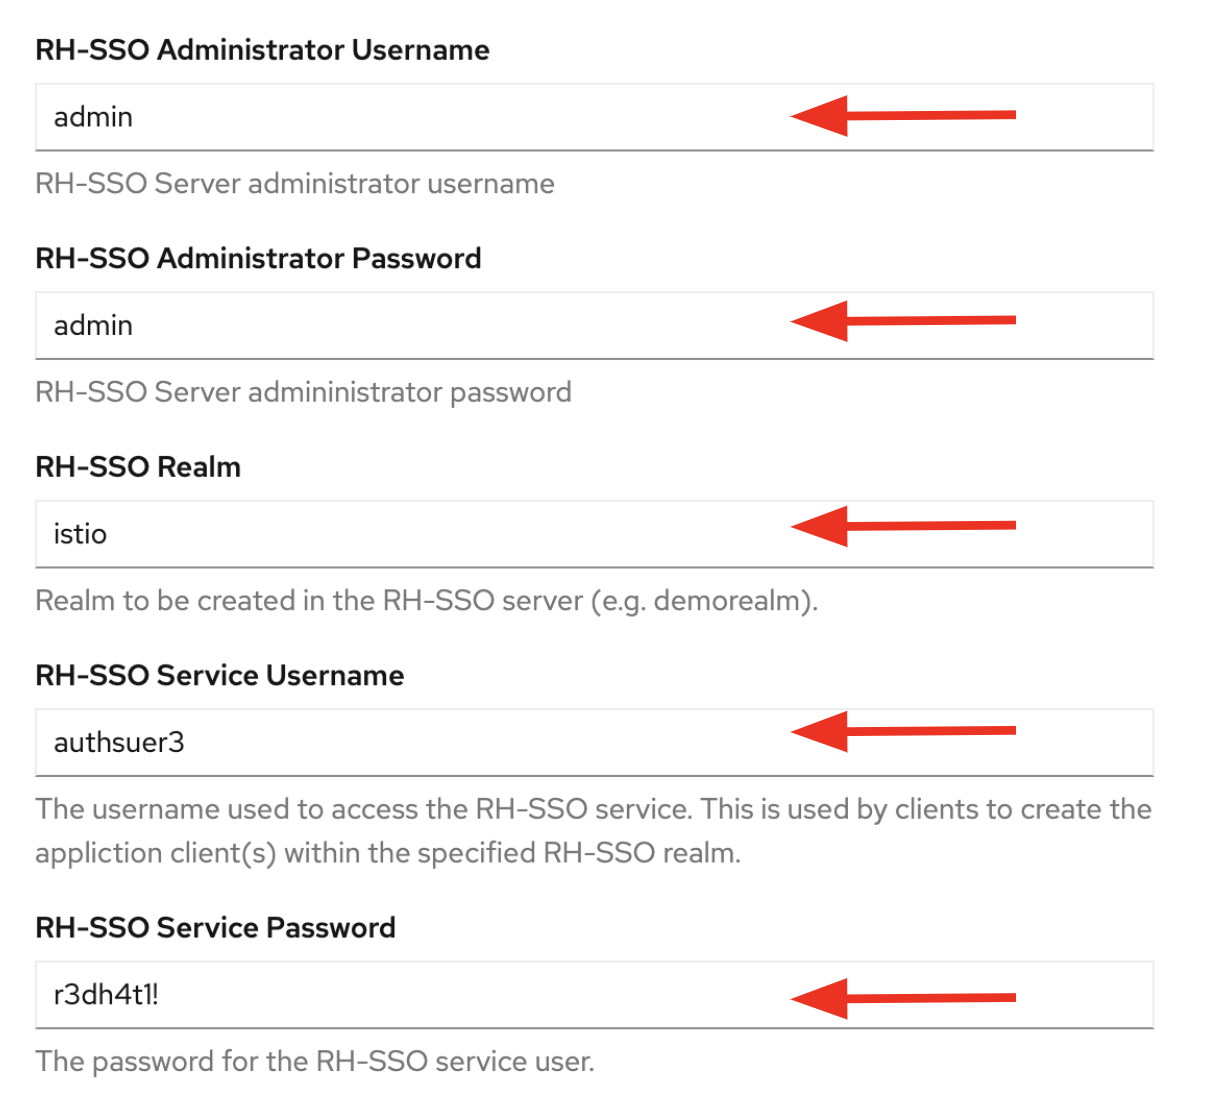 RH-SSO Administrator Username
admin
RH-SSO Server administrator username
RH-SSO Administrator Password
admin
RH-SSO Server admininistrator password
RH-SSO Realm
istio
Realm to be created in the RH-SSO server (e.g. demorealm).
RH-SSO Service Username
authsuer3
The username used to access the RH-SSO service. This is used by clients to create the
appliction client(s) within the specified RH-SSO realm.
RH-SSO Service Password
r3dh4t1!
The password for the RH-SSO service user.